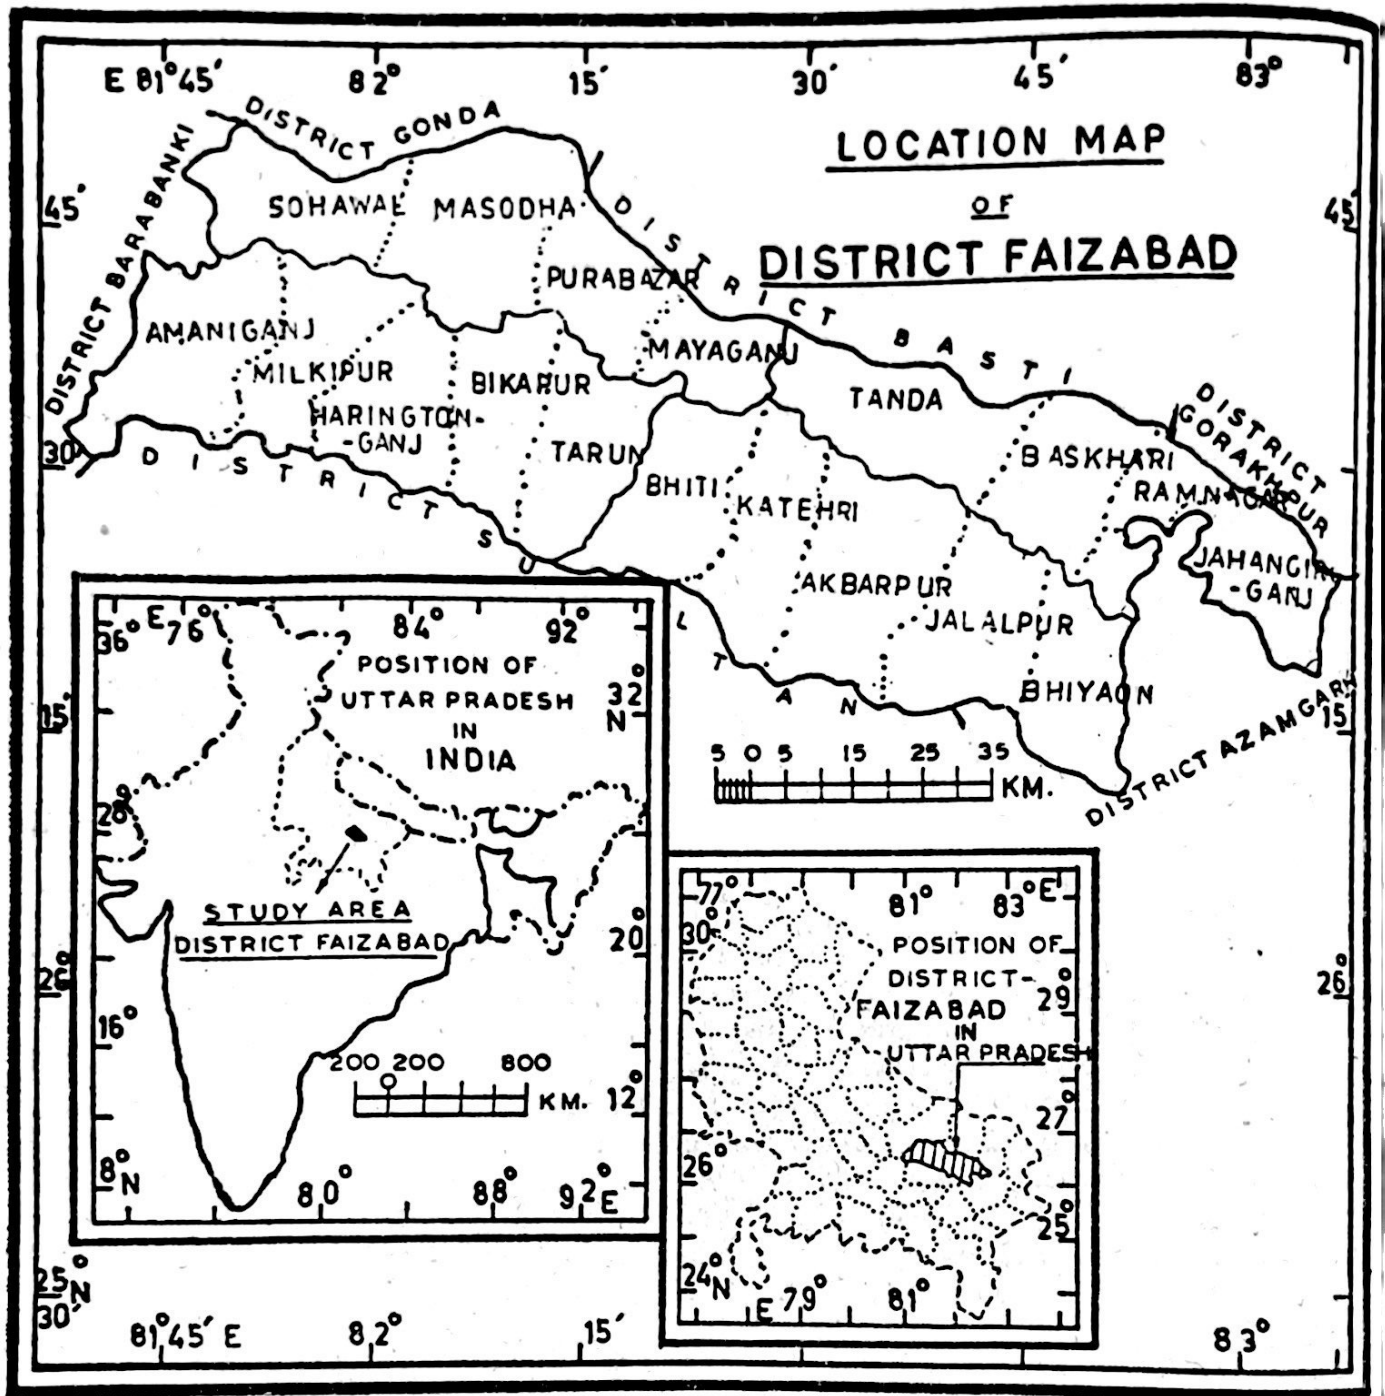 E 81°45' 82° 15' 30' 45' 83°
LOCATION MAP
OF
DISTRICT FAIZABAD
DISTRICT GONDA
DISTRICT BARABANKI
DISTRICT BASTI
DISTRICT
GORAKHPUR
DISTRICT SULTAN
DISTRICT AZAMGARH
45' 45'
30'
15' 15'
26° 26°
25°
30' N
SOHAWAL
MASODHA
PURABAZAR
AMANIGANJ
MILKIPUR
HARINGTON-
-GANJ
BIKAPUR
MAYAGANJ
TARUN
TANDA
BHITI
KATEHRI
BASKHARI
RAMNAGAR
JAHANGIR
-GANJ
AKBARPUR
JALALPUR
BHIYAON
5 0 5 15 25 35 KM.
36° E 76° 84° 92°
POSITION OF
UTTAR PRADESH
IN
INDIA
32°
N
28°
STUDY AREA
DISTRICT FAIZABAD
20°
16°
200 0 200 800
KM.
12°
8°N
80° 88° 92°E
77° 81° 83°E
30°
POSITION OF
DISTRICT-
FAIZABAD
IN
UTTAR PRADESH
29°
27°
26°
25°
24°N
E 79° 81°
81°45' E 82° 15' 83°